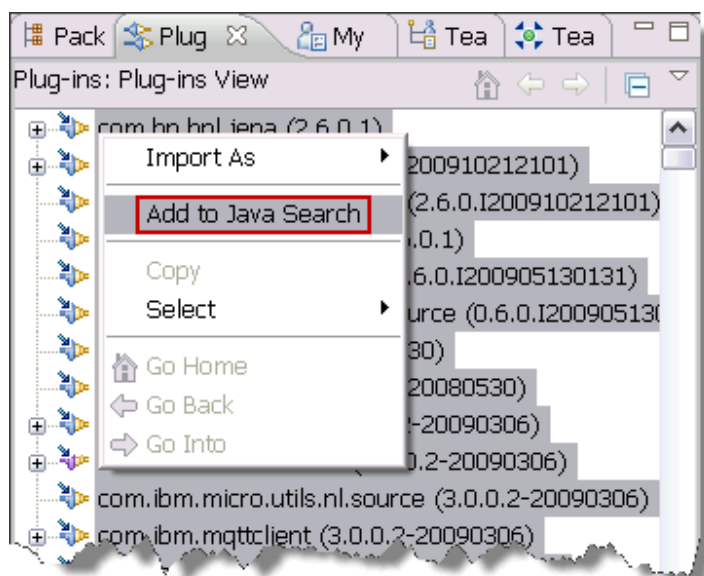 Pack Plug My Tea Tea
Plug-ins: Plug-ins View
com.hp.hpl.jena (2.6.0.1)
Import As
200910212101)
(2.6.0.I200910212101)
Add to Java Search
.0.1)
Copy
.6.0.I200905130131)
Select
urce (0.6.0.I20090513
30)
Go Home
20080530)
Go Back
-20090306)
Go Into
.2-20090306)
com.ibm.micro.utils.nl.source (3.0.0.2-20090306)
com.ibm.mqttclient (3.0.0.2-20090306)